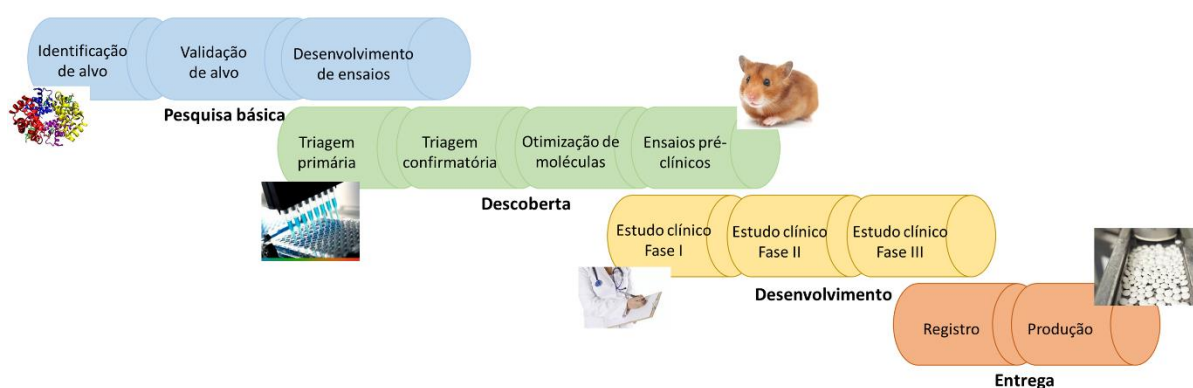 Identificação
de alvo
Validação
de alvo
Desenvolvimento
de ensaios
Pesquisa básica
Triagem
primária
Triagem
confirmatória
Otimização de
moléculas
Ensaios pré-
clínicos
Descoberta
Estudo clínico
Fase I
Estudo clínico
Fase II
Estudo clínico
Fase III
Desenvolvimento
Registro
Produção
Entrega